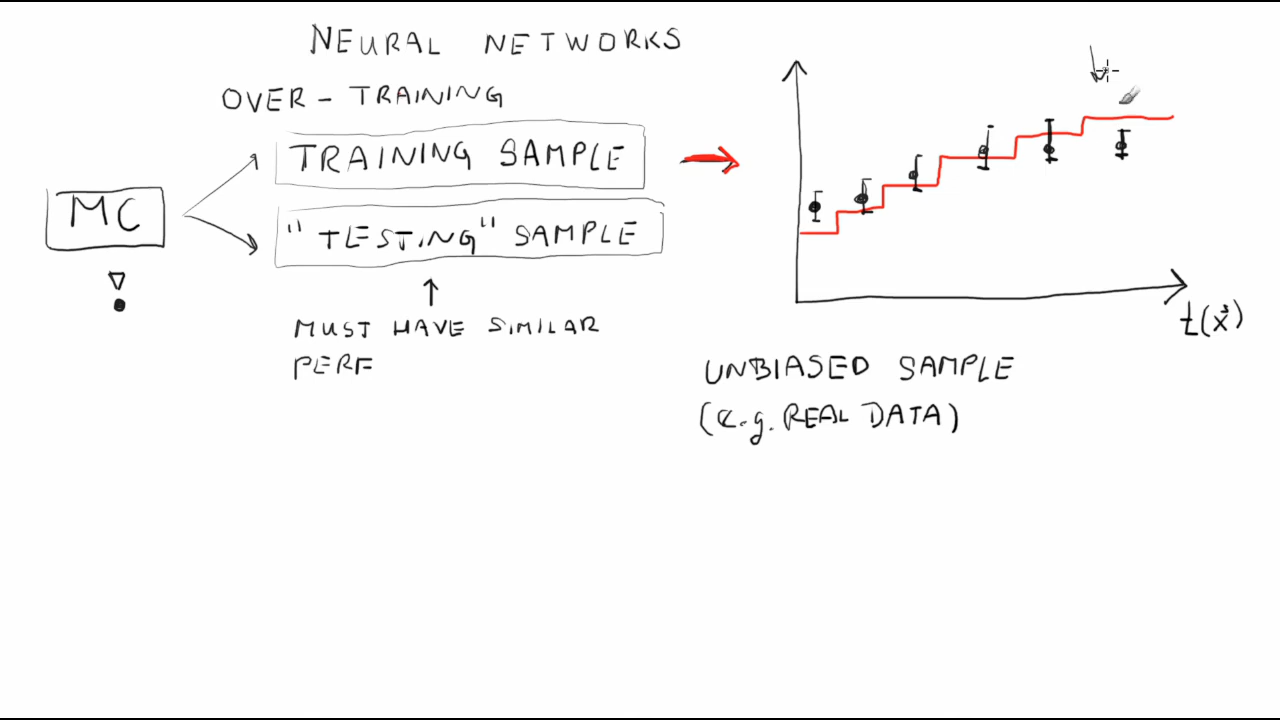 NEURAL NETWORKS
OVER - TRAINING
TRAINING SAMPLE
MC
"TESTING" SAMPLE
MUST HAVE SIMILAR
PERF
t(x)
UNBIASED SAMPLE
(e.g. REAL DATA)